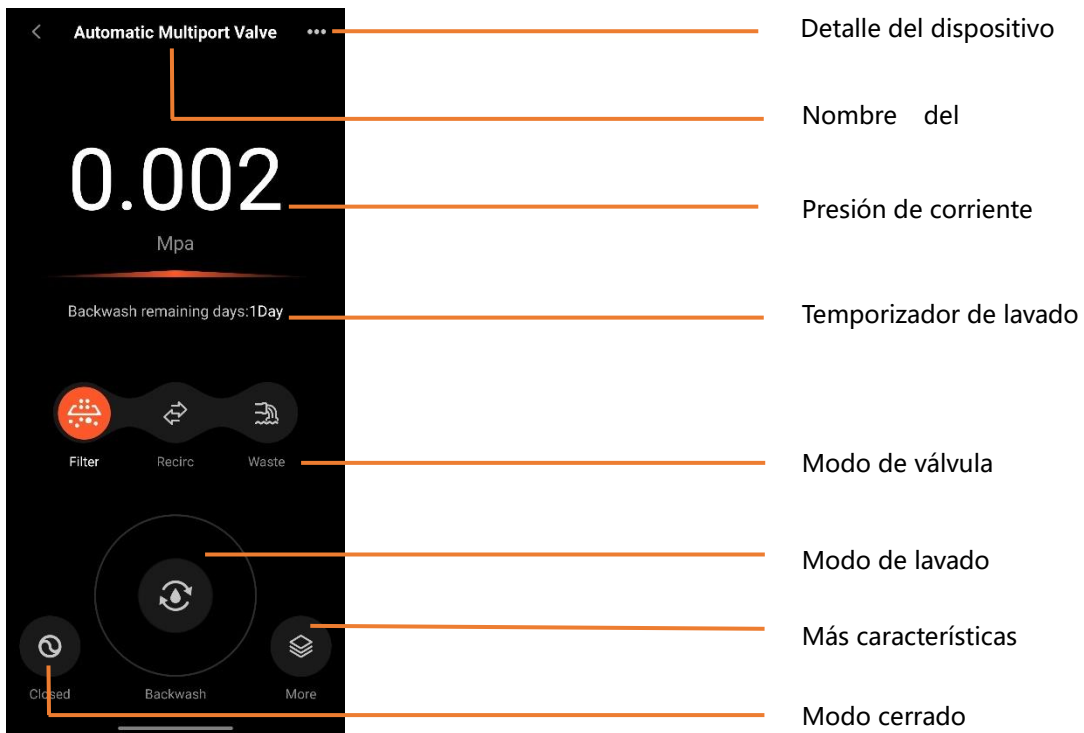 Automatic Multiport Valve
Detalle del dispositivo
Nombre del
0.002
Presión de corriente
Mpa
Backwash remaining days:1Day
Temporizador de lavado
Filter
Recirc
Waste
Modo de válvula
Modo de lavado
Más características
Closed
Backwash
More
Modo cerrado